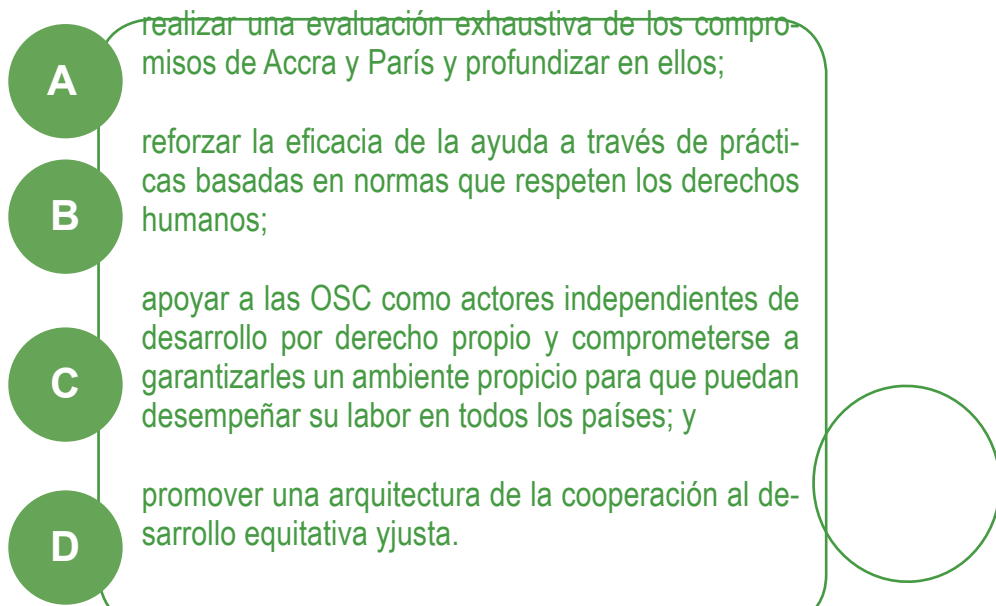 A
realizar una evaluación exhaustiva de los compro-
misos de Accra y París y profundizar en ellos;
B
reforzar la eficacia de la ayuda a través de prácti-
cas basadas en normas que respeten los derechos
humanos;
C
apoyar a las OSC como actores independientes de
desarrollo por derecho propio y comprometerse a
garantizarles un ambiente propicio para que puedan
desempeñar su labor en todos los países; y
D
promover una arquitectura de la cooperación al de-
sarrollo equitativa yjusta.